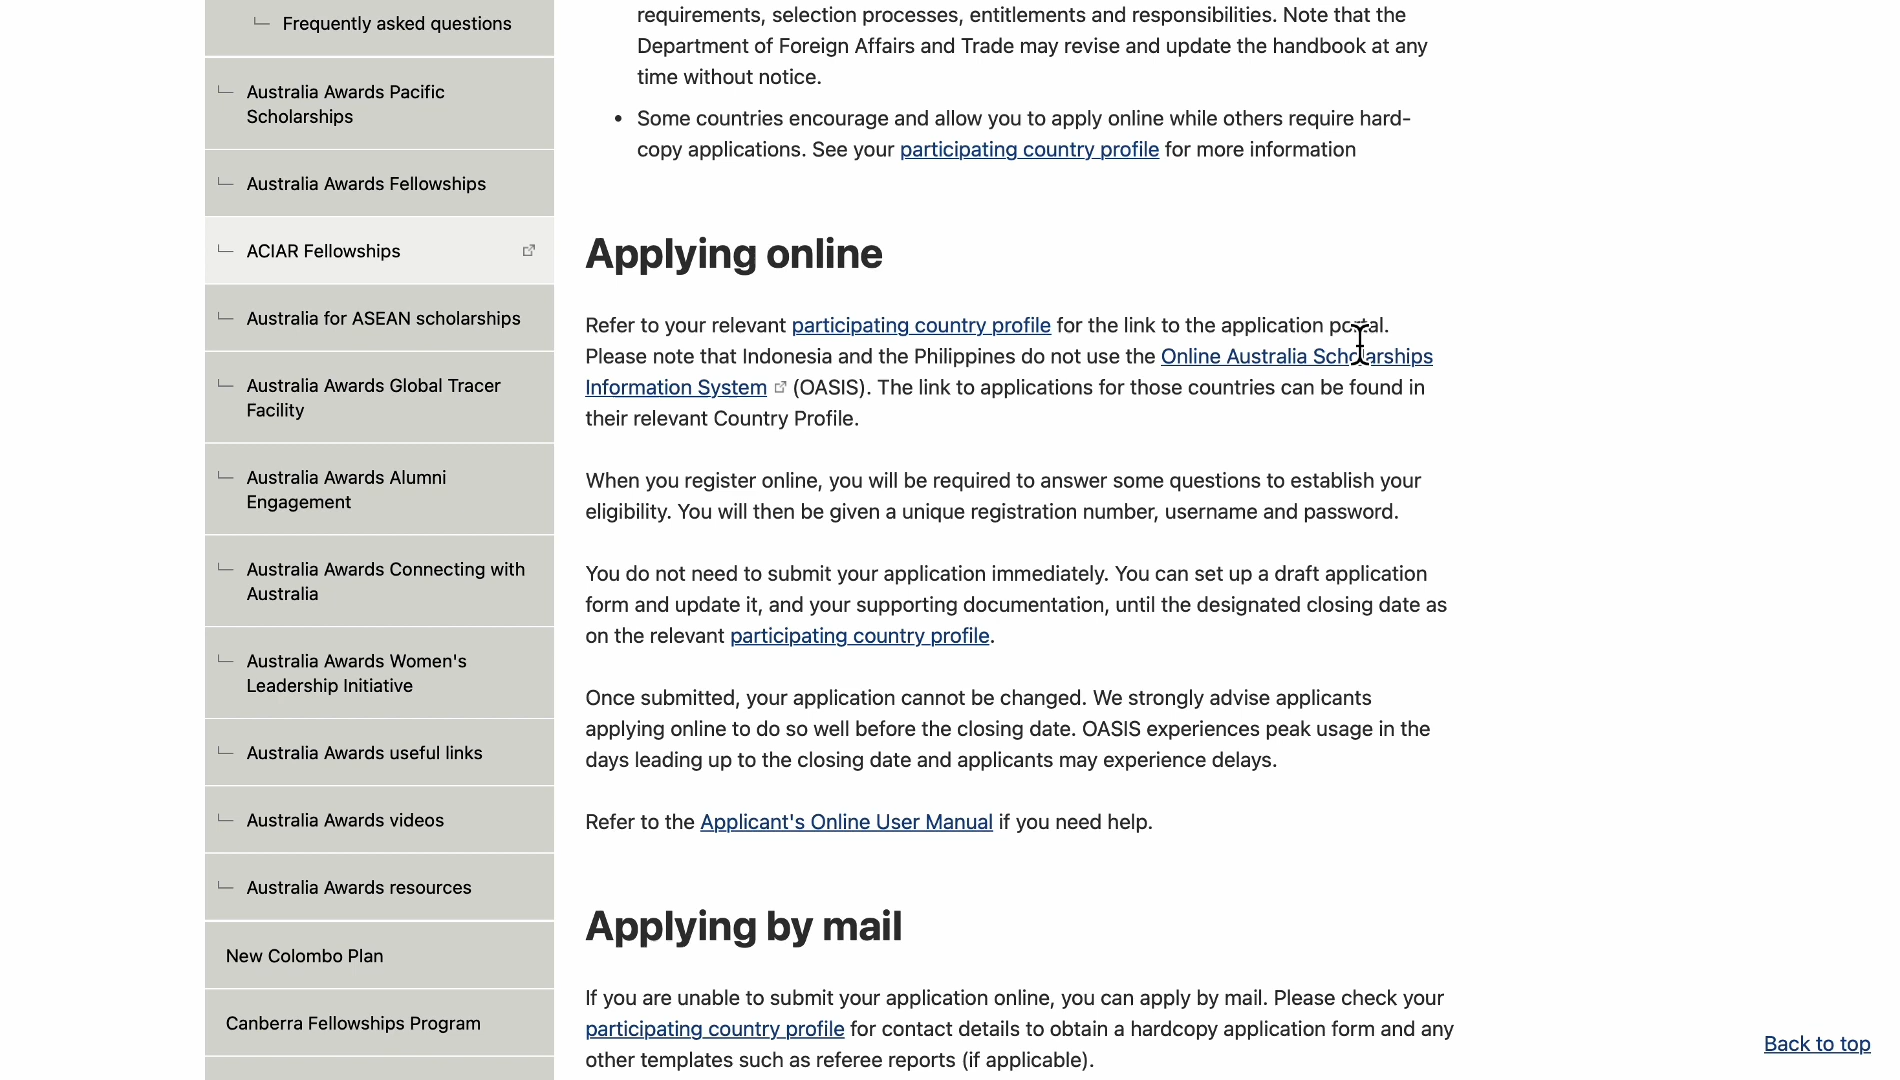 Frequently asked questions
Australia Awards Pacific
Scholarships
Australia Awards Fellowships
ACIAR Fellowships
Australia for ASEAN scholarships
Australia Awards Global Tracer
Facility
Australia Awards Alumni
Engagement
Australia Awards Connecting with
Australia
Australia Awards Women's
Leadership Initiative
Australia Awards useful links
Australia Awards videos
Australia Awards resources
New Colombo Plan
Canberra Fellowships Program
requirements, selection processes, entitlements and responsibilities. Note that the
Department of Foreign Affairs and Trade may revise and update the handbook at any
time without notice.
• Some countries encourage and allow you to apply online while others require hard-
copy applications. See your participating country profile for more information
Applying online
Refer to your relevant participating country profile for the link to the application portal.
Please note that Indonesia and the Philippines do not use the Online Australia Scholarships
Information System (OASIS). The link to applications for those countries can be found in
their relevant Country Profile.
When you register online, you will be required to answer some questions to establish your
eligibility. You will then be given a unique registration number, username and password.
You do not need to submit your application immediately. You can set up a draft application
form and update it, and your supporting documentation, until the designated closing date as
on the relevant participating country profile.
Once submitted, your application cannot be changed. We strongly advise applicants
applying online to do so well before the closing date. OASIS experiences peak usage in the
days leading up to the closing date and applicants may experience delays.
Refer to the Applicant's Online User Manual if you need help.
Applying by mail
If you are unable to submit your application online, you can apply by mail. Please check your
participating country profile for contact details to obtain a hardcopy application form and any
other templates such as referee reports (if applicable).
Back to top